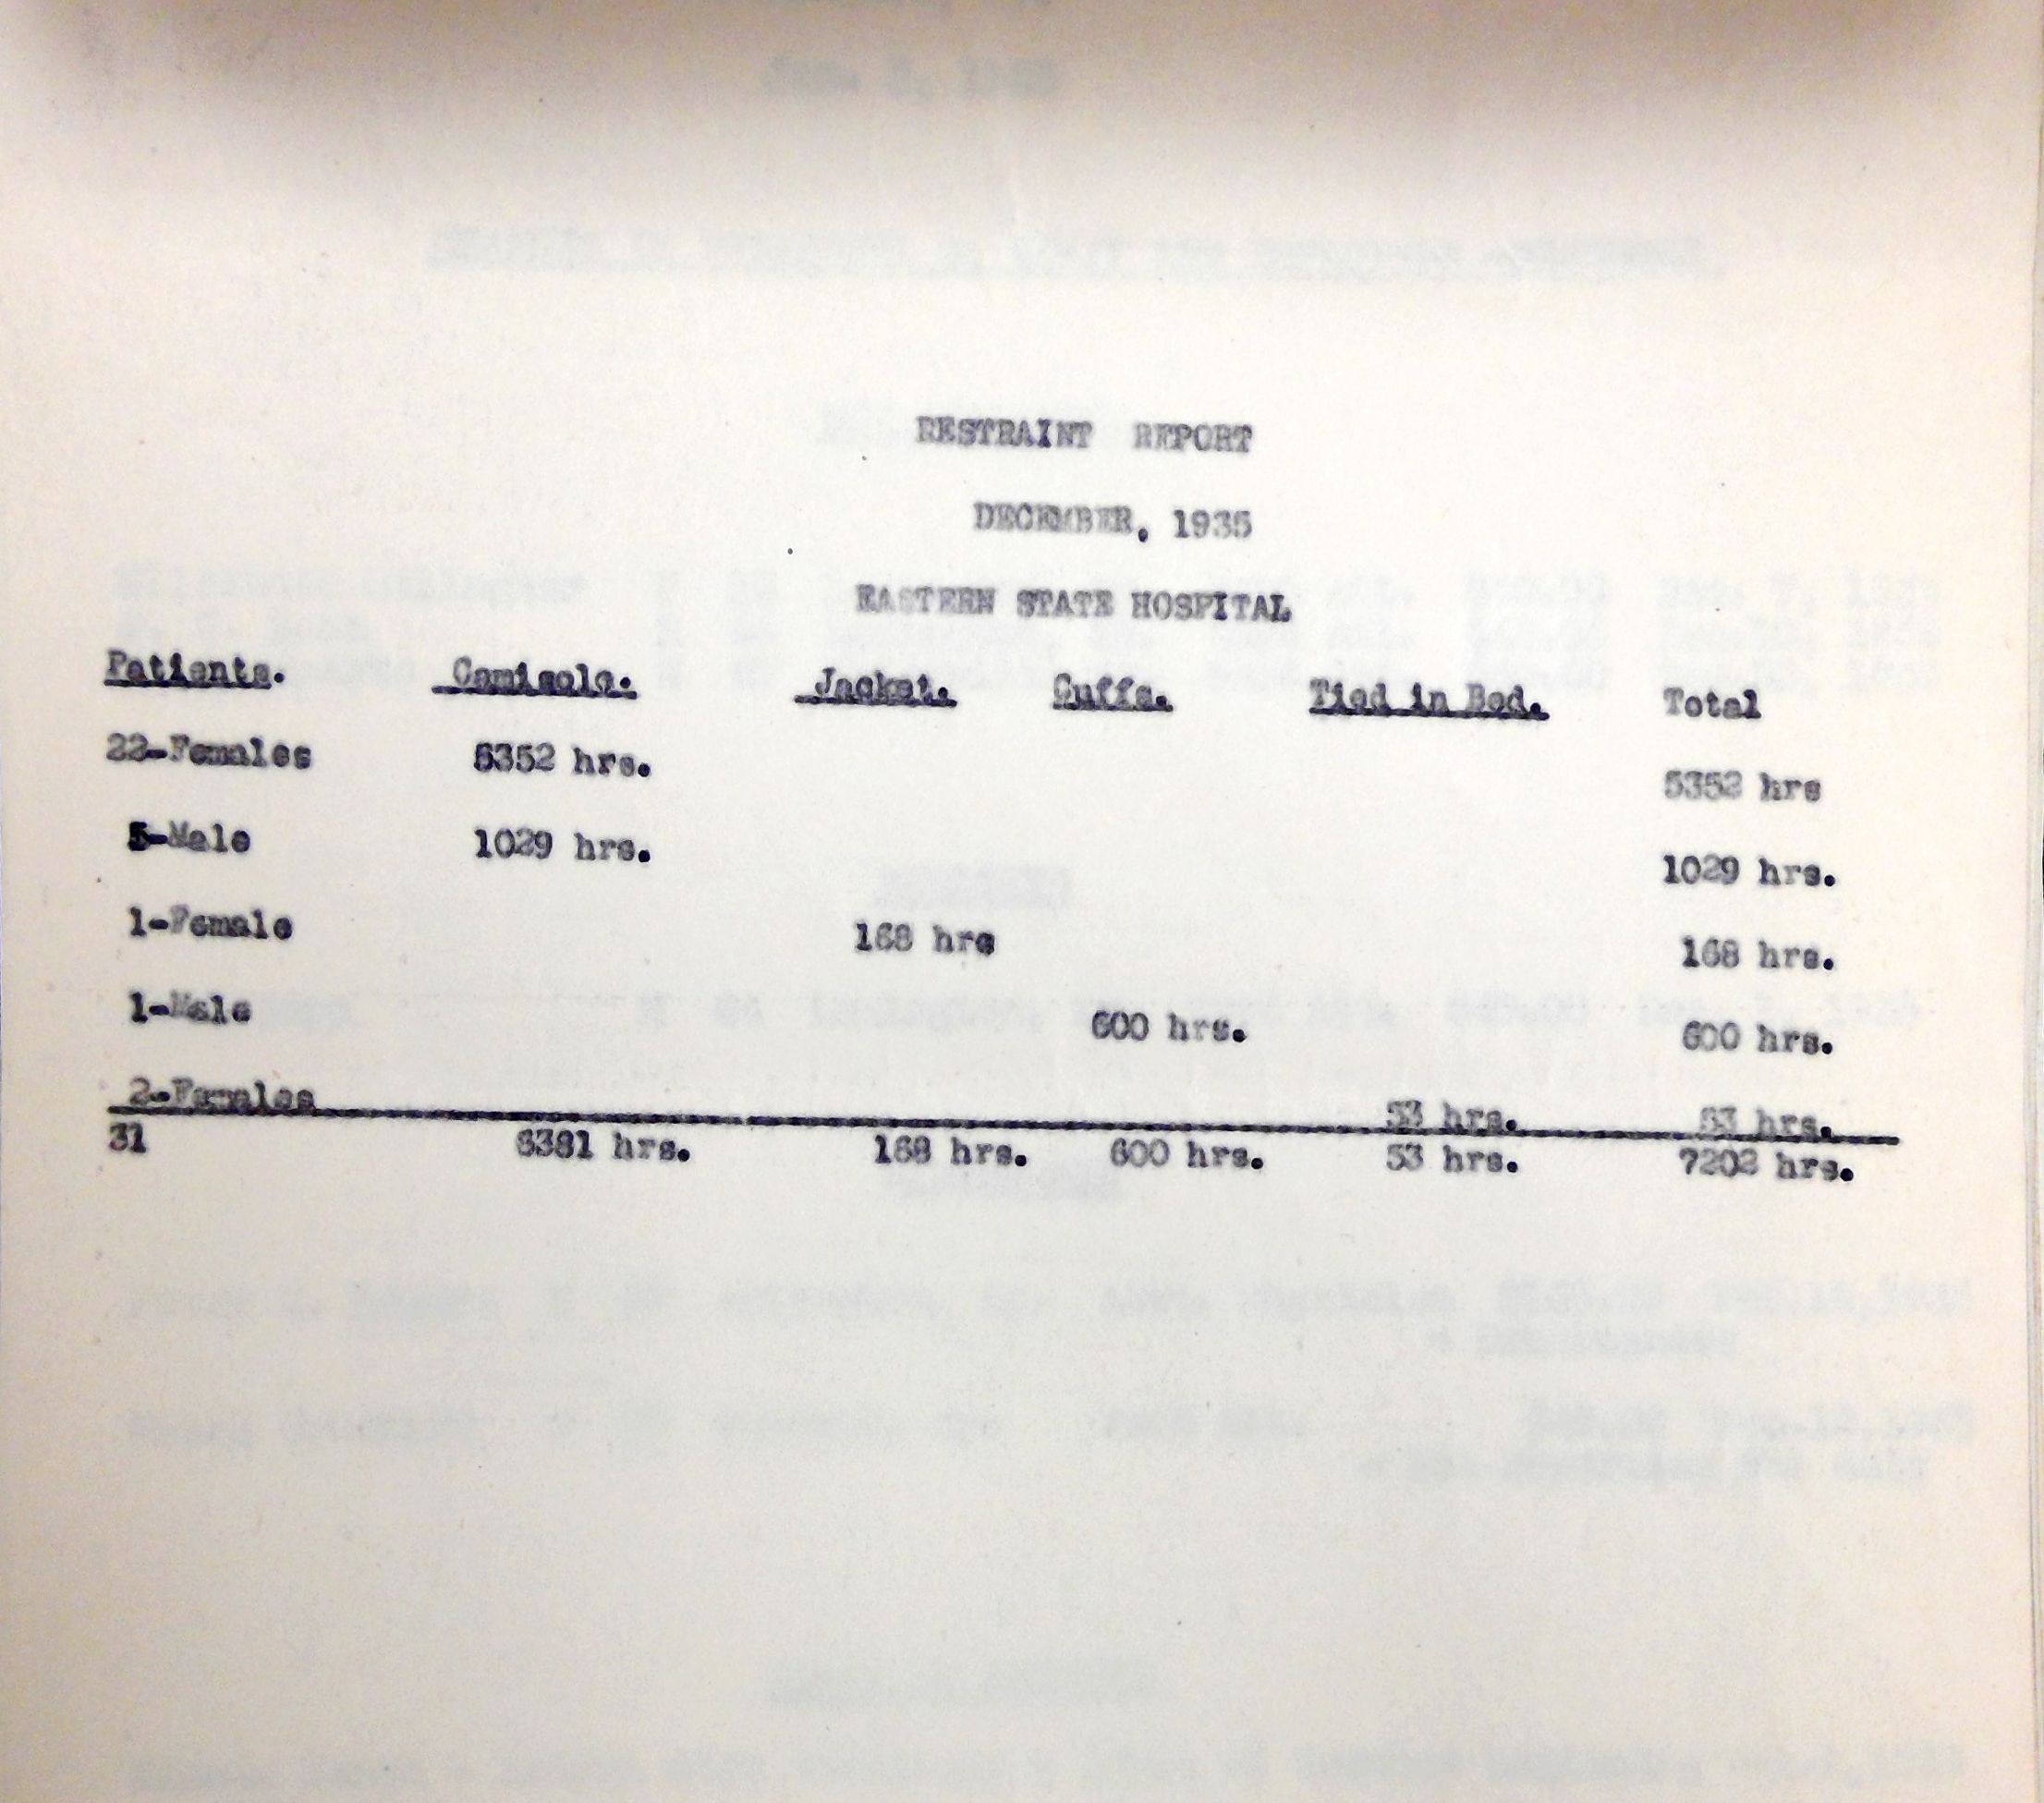 RESTRAINT REPORT
DECEMBER, 1935
EASTERN STATE HOSPITAL
Patients. Camisole. Jacket. Cuffs. Tied in Bed. Total
22-Females 5352 hrs. 5352 hrs
5-Male 1029 hrs. 1029 hrs.
1-Female 168 hrs 168 hrs.
1-Male 600 hrs. 600 hrs.
2-Females 53 hrs. 53 hrs.
31 6381 hrs. 168 hrs. 600 hrs. 53 hrs. 7202 hrs.